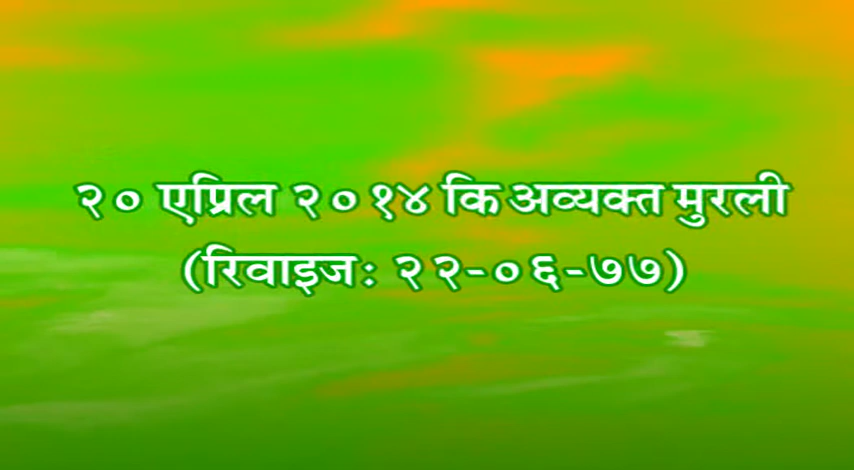 २० एप्रिल २०१४ कि अव्यक्त मुरली
(रिवाइजः २२-०६-७७)